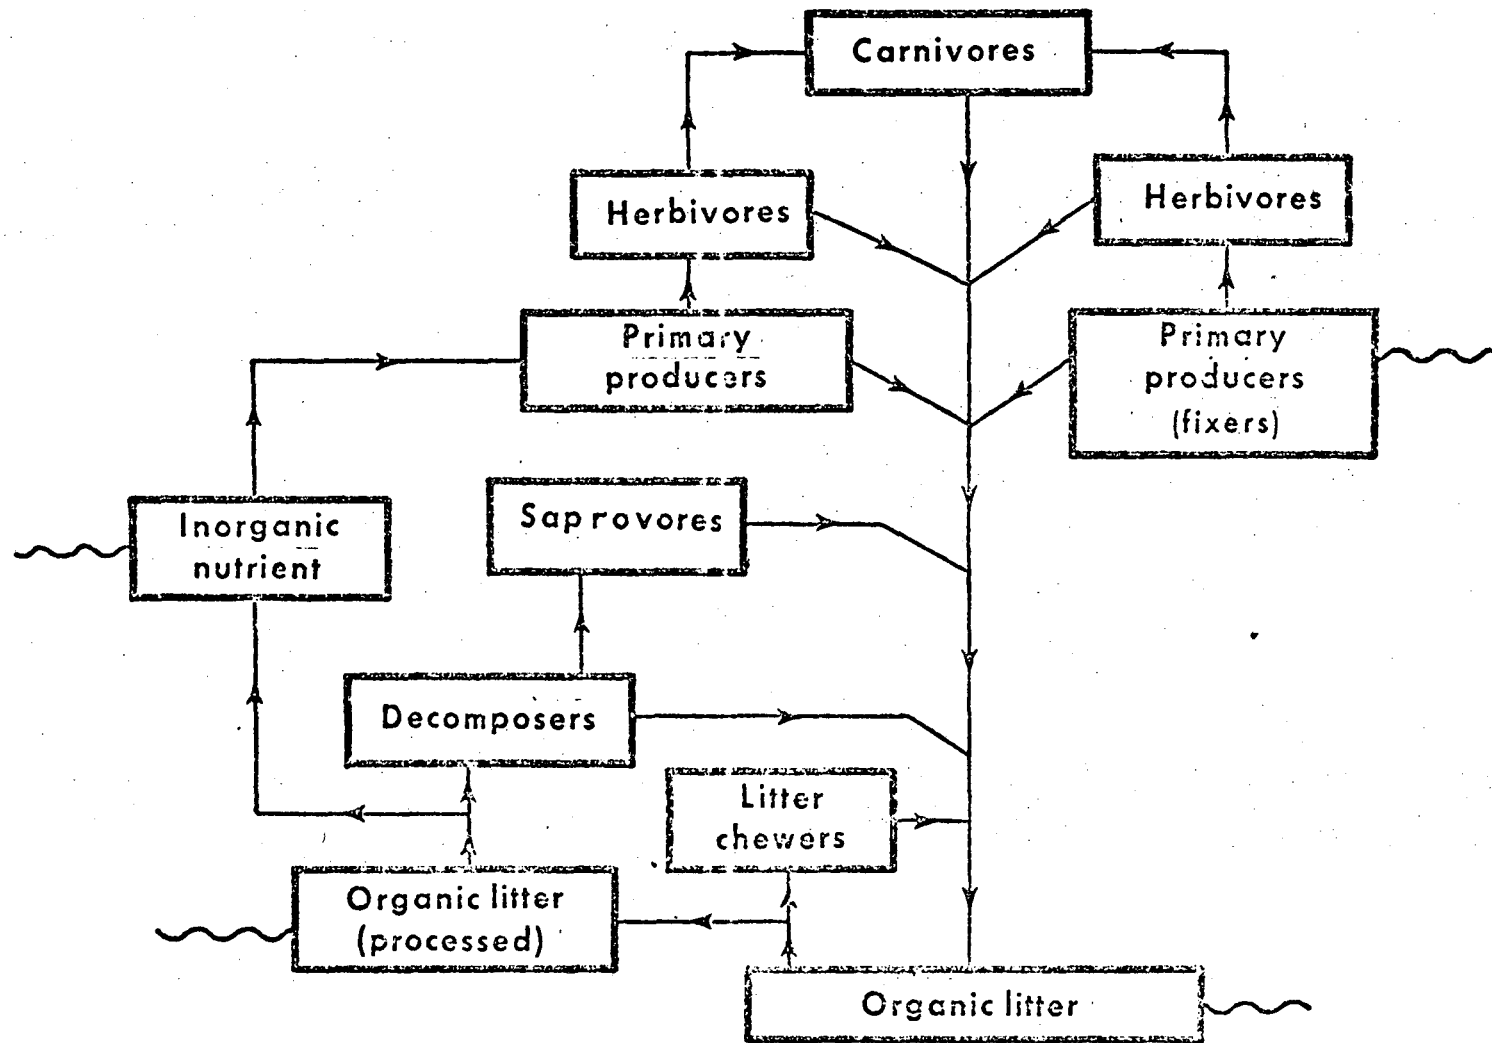 Carnivores
Herbivores
Herbivores
Primary
producers
Primary
producers
(fixers)
Inorganic
nutrient
Saprovores
Decomposers
Litter
chewers
Organic litter
(processed)
Organic litter